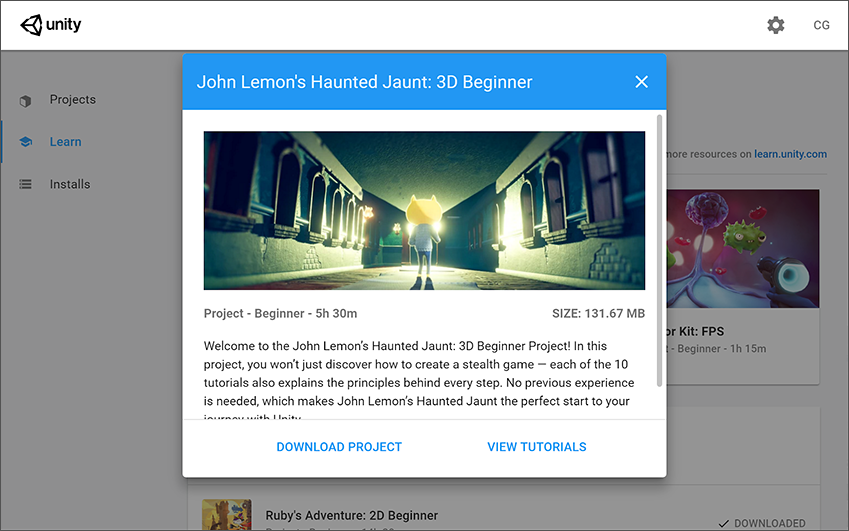 unity
CG
Projects
Learn
Installs
John Lemon's Haunted Jaunt: 3D Beginner
more resources on learn.unity.com
Project - Beginner - 5h 30m
SIZE: 131.67 MB
Welcome to the John Lemon’s Haunted Jaunt: 3D Beginner Project! In this
project, you won’t just discover how to create a stealth game — each of the 10
tutorials also explains the principles behind every step. No previous experience
is needed, which makes John Lemon’s Haunted Jaunt the perfect start to your
journey with Unity
DOWNLOAD PROJECT
VIEW TUTORIALS
Kit: FPS
- Beginner - 1h 15m
Ruby's Adventure: 2D Beginner
DOWNLOADED